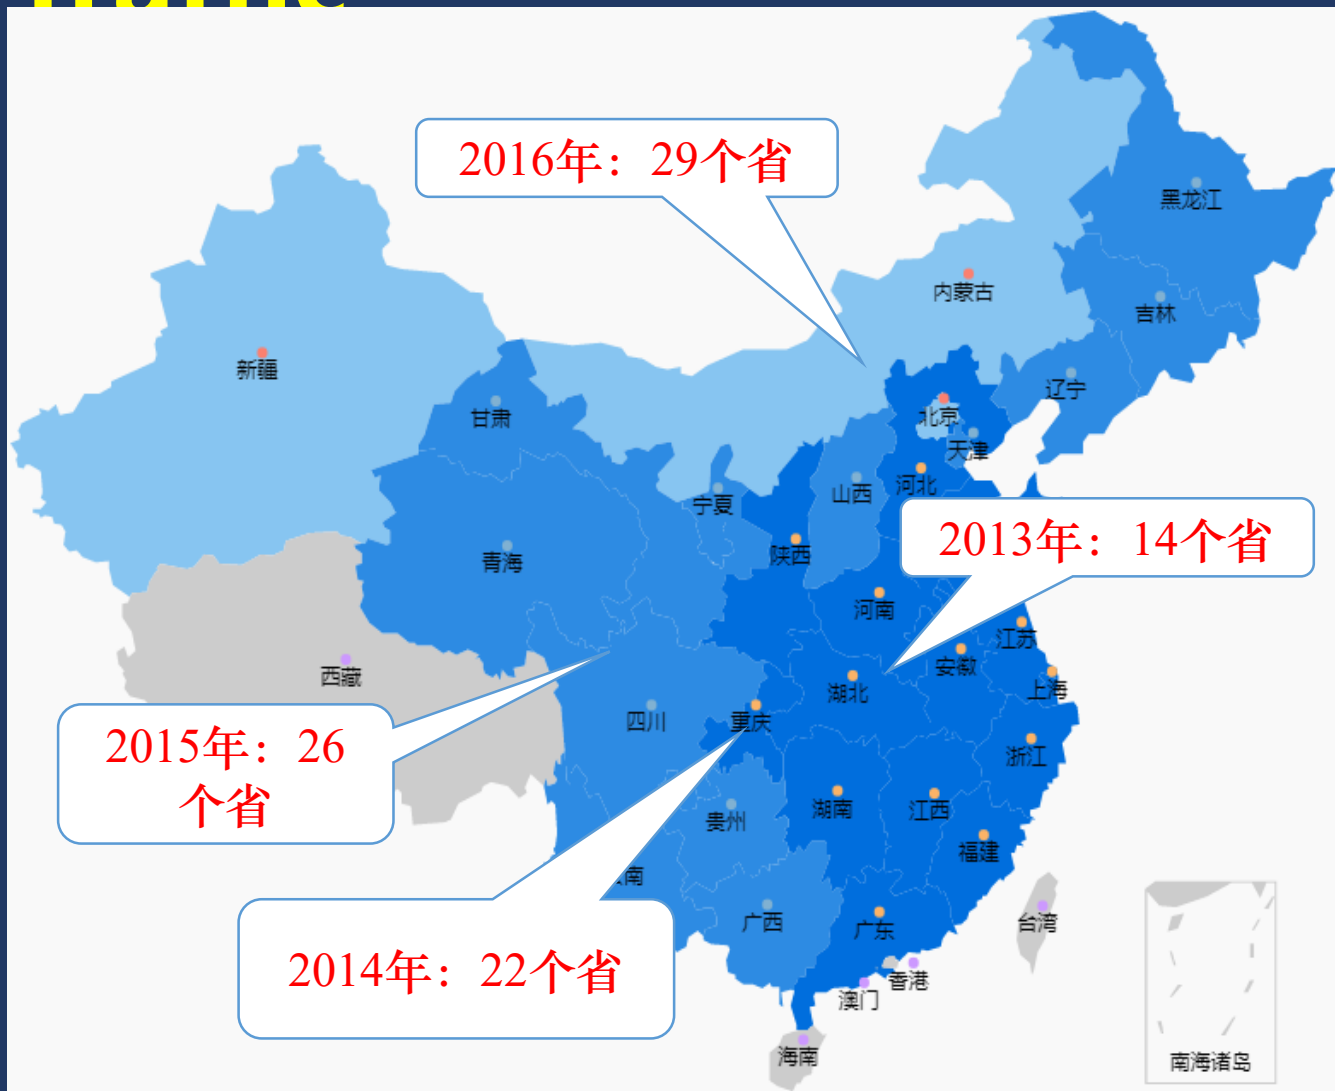 2016年：29个省
黑龙江
内蒙古
吉林
新疆
辽宁
甘肃
北京
天津
河北
山西
宁夏
2013年：14个省
陕西
青海
河南
江苏
安徽
西藏
湖北
上海
四川
重庆
2015年：26
个省
浙江
湖南
江西
贵州
福建
南
广西
广东
台湾
2014年：22个省
香港
澳门
海南
南海诸岛